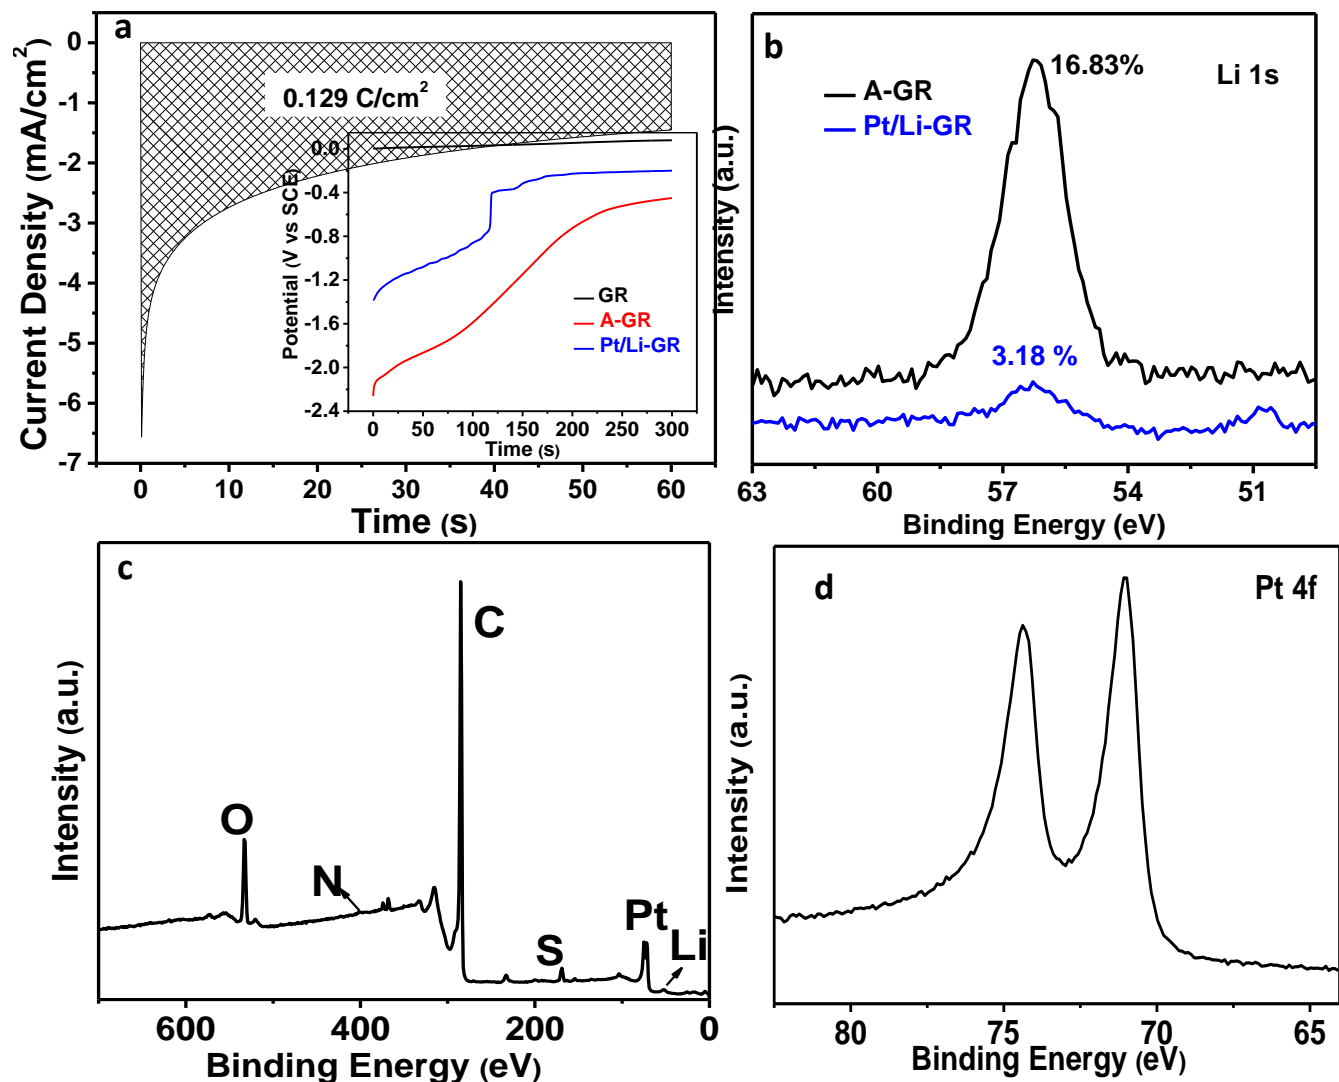 a
0
-1
-2
-3
-4
-5
-6
-7
Current Density (mA/cm²)
0.129 C/cm²
0.0
-0.4
-0.8
-1.2
-1.6
-2.0
-2.4
Potential (V vs SCE)
GR
A-GR
Pt/Li-GR
0 50 100 150 200 250 300
Time (s)
0 10 20 30 40 50 60
Time (s)
b
16.83%
Li 1s
A-GR
Pt/Li-GR
3.18 %
Intensity (a.u.)
63 60 57 54 51
Binding Energy (eV)
c
C
O
N
S
Pt
Li
Intensity (a.u.)
600 400 200 0
Binding Energy (eV)
d
Pt 4f
Intensity (a.u.)
80 75 70 65
Binding Energy (eV)